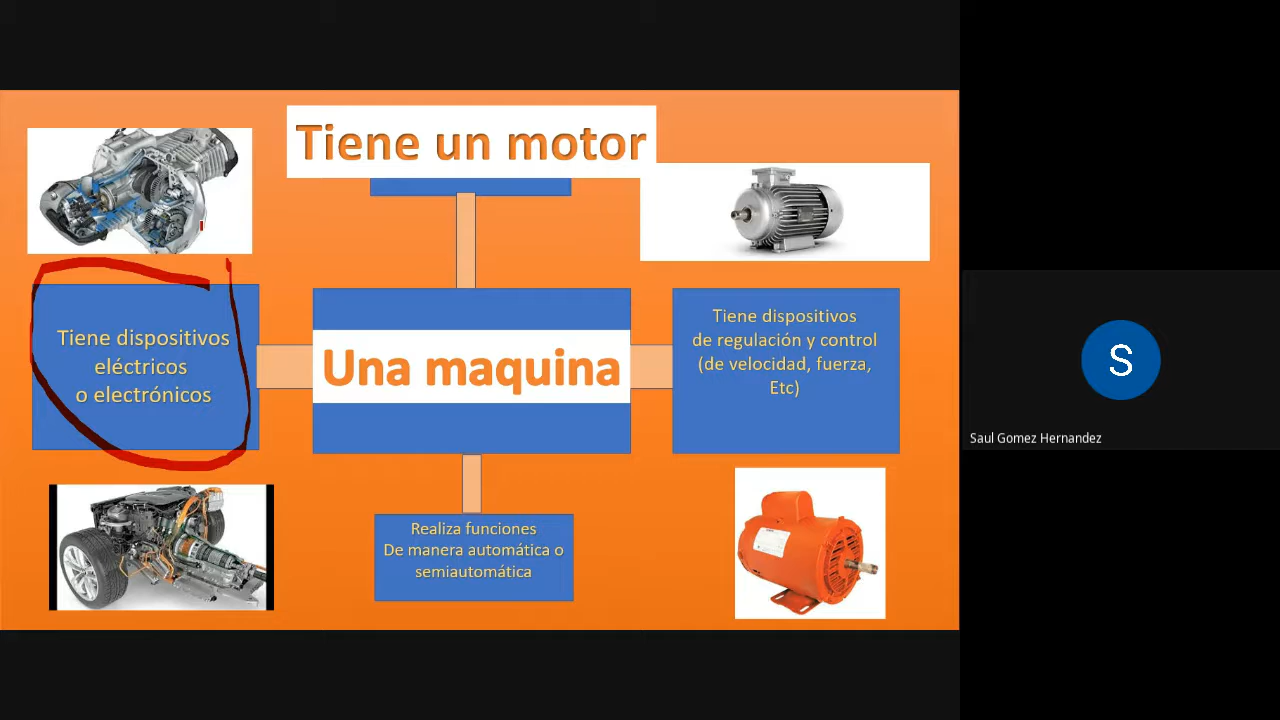 Tiene un motor
Tiene dispositivos
eléctricos
o electrónicos
Una maquina
Tiene dispositivos
de regulación y control
(de velocidad, fuerza,
Etc)
Realiza funciones
De manera automática o
semiautomática
S
Saul Gomez Hernandez